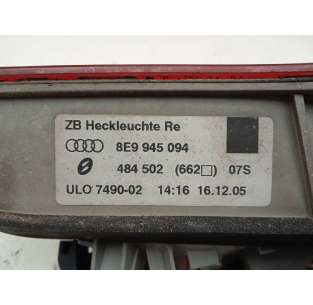 ZB Heckleuchte Re
8E9 945 094
484 502 (662□) 07S
ULO 7490-02 14:16 16.12.05